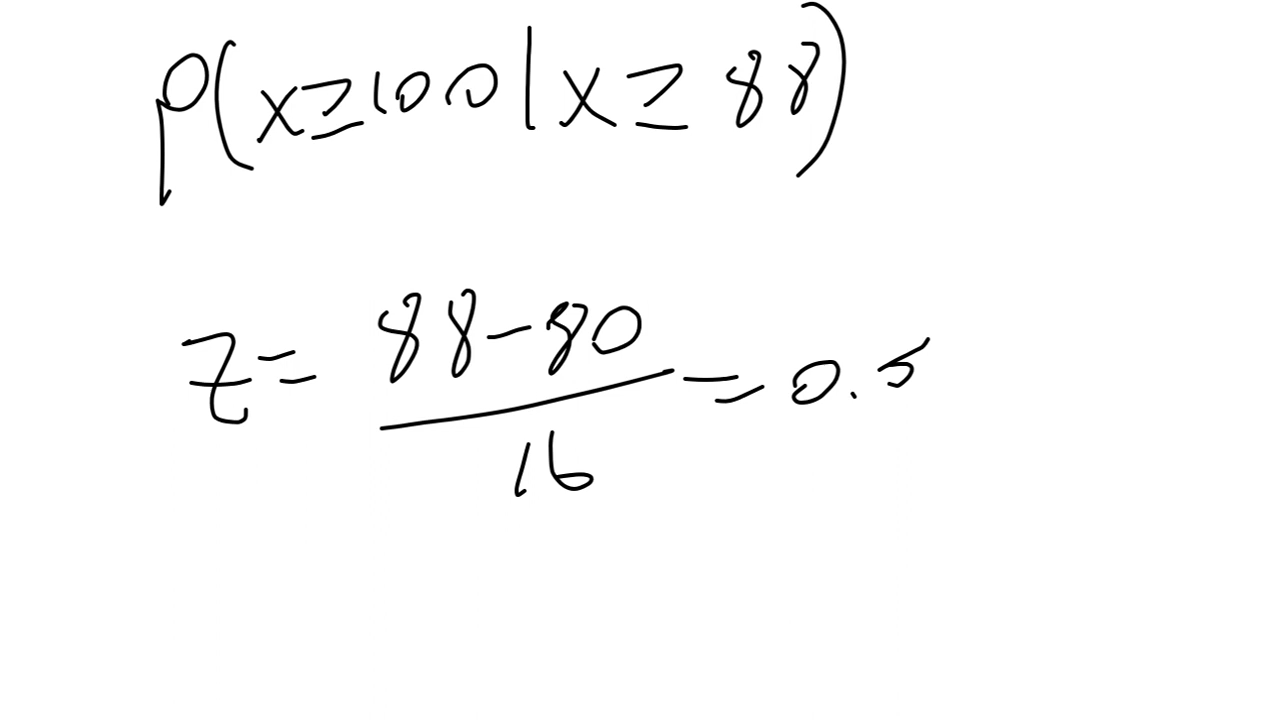 P(x≥100|x≥88)
z = (88-80)/16 = 0.5